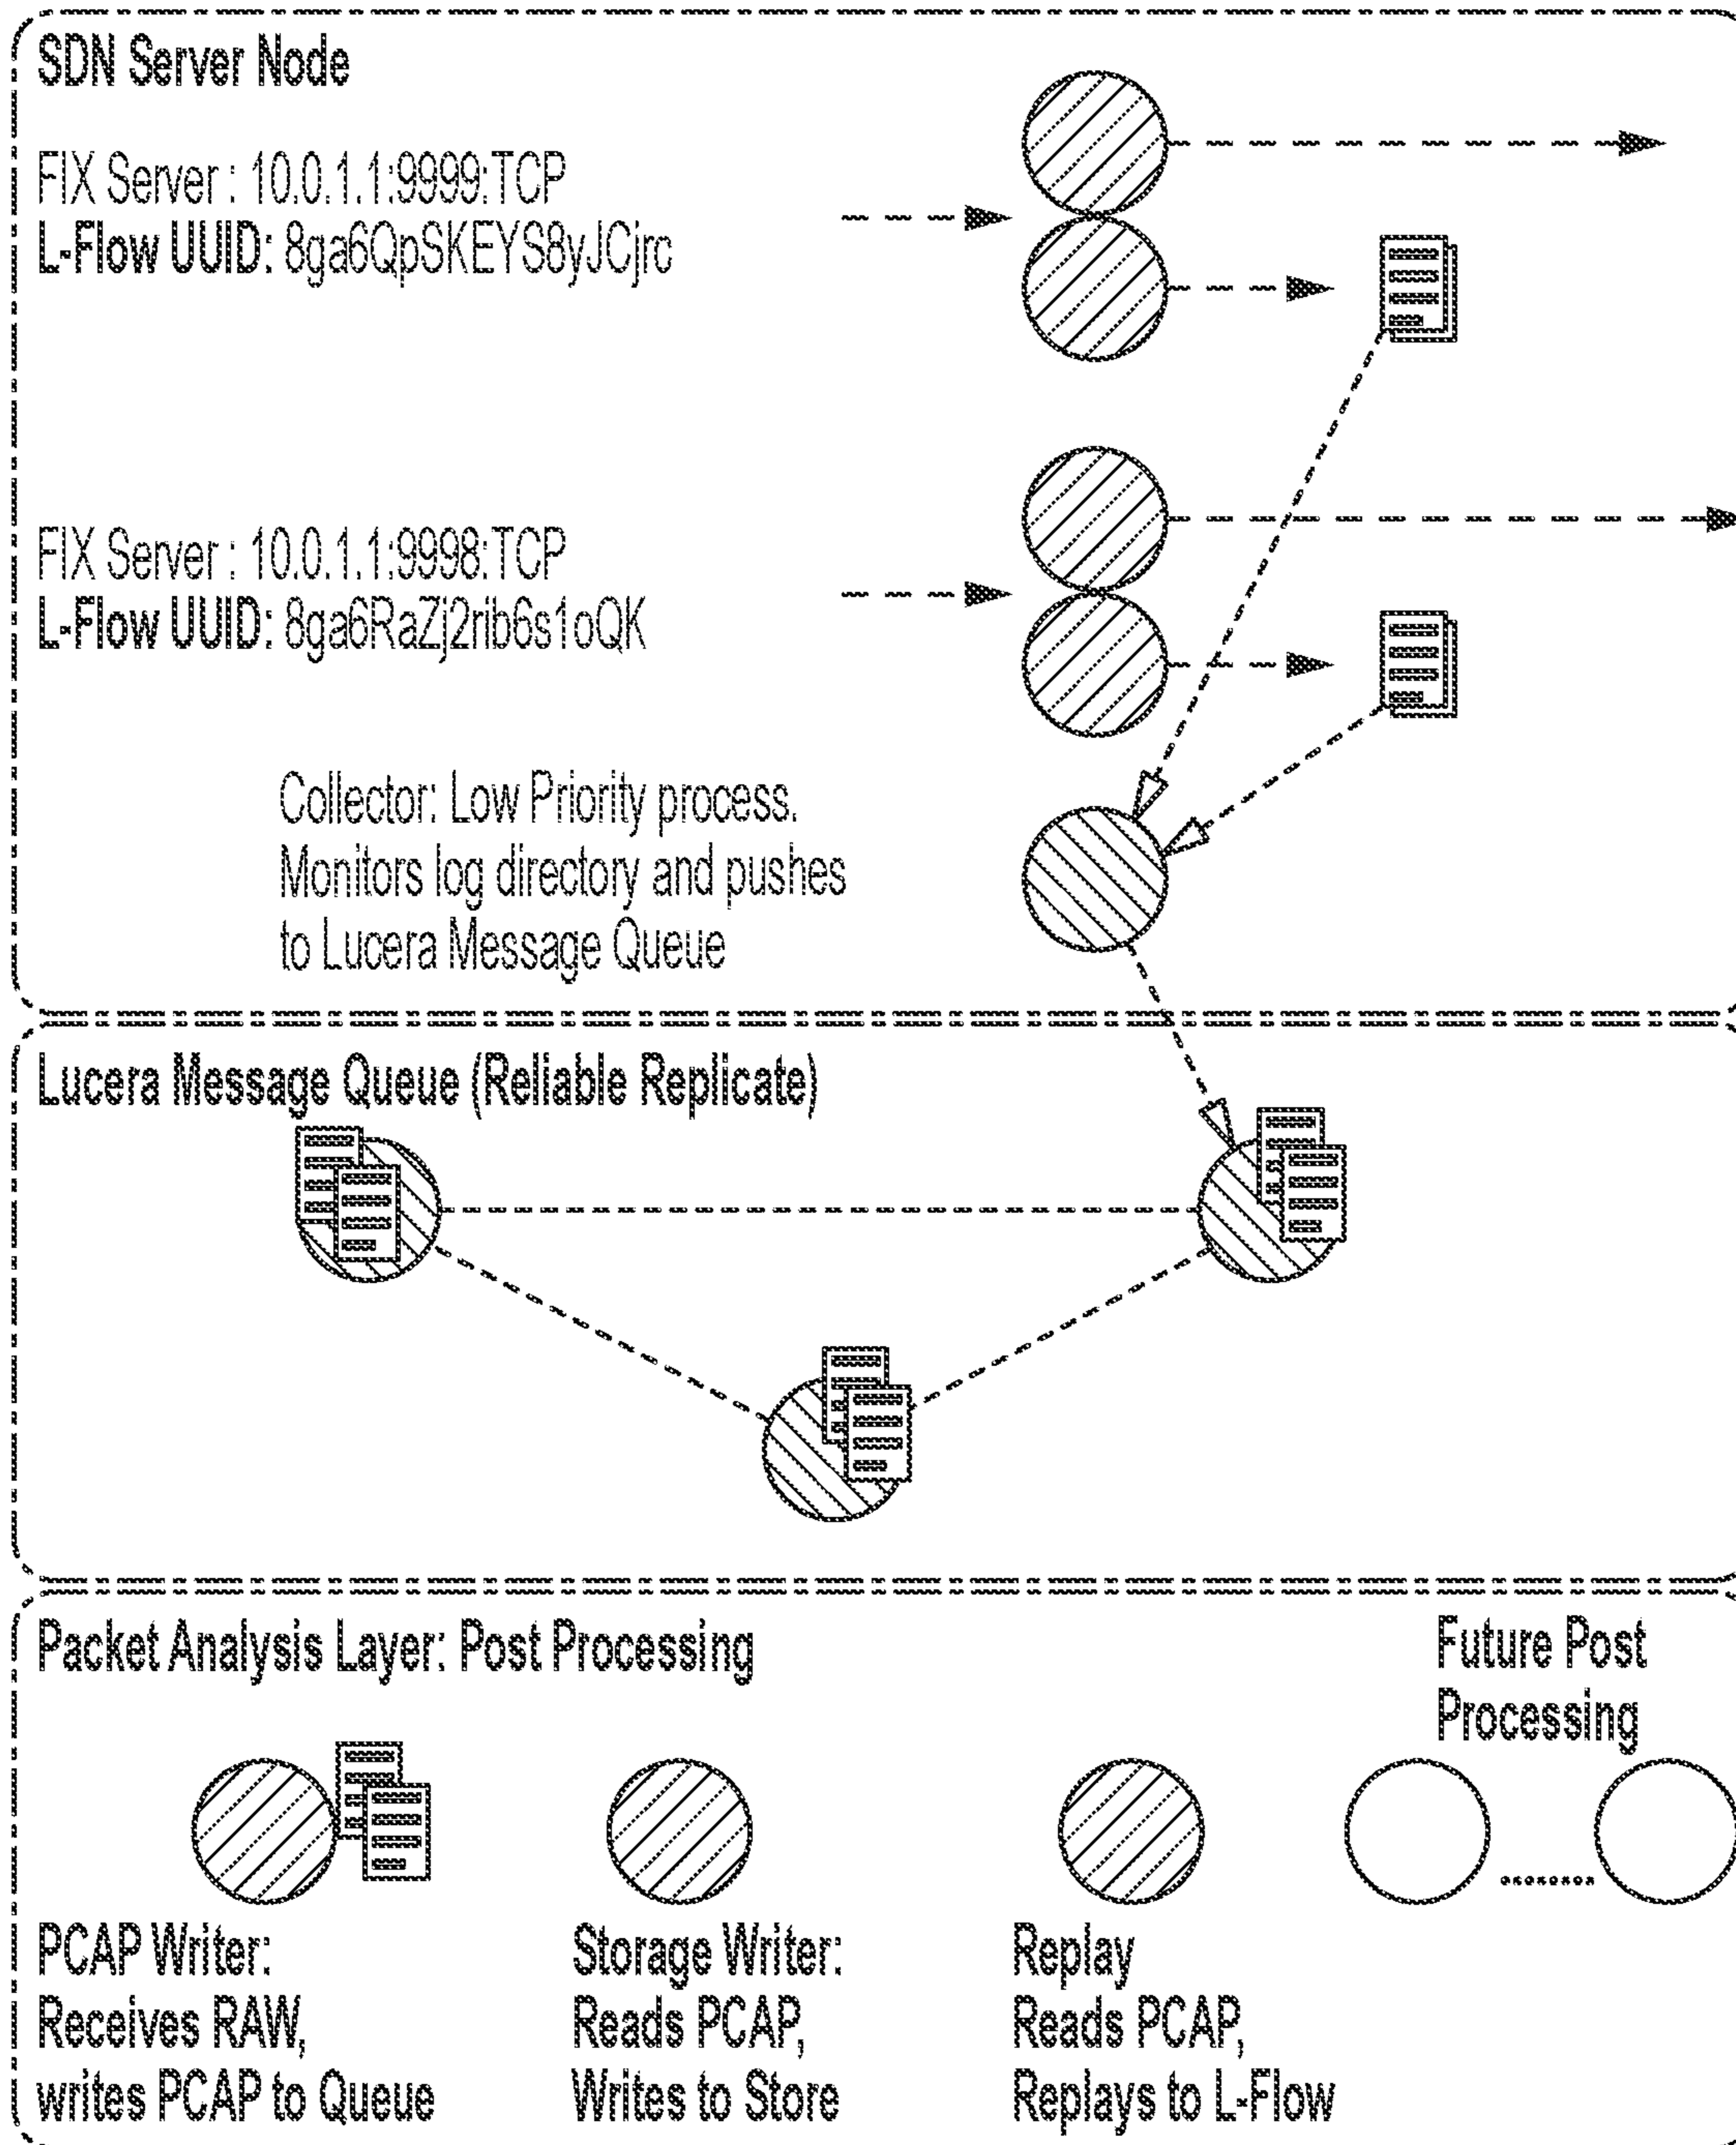 SDN Server Node
FIX Server : 10.0.1.1:9999:TCP
L-Flow UUID: 8ga6QpSKEYS8yJCjrc
FIX Server : 10.0.1.1:9998:TCP
L-Flow UUID: 8ga6RaZj2rib6s1oQK
Collector: Low Priority process.
Monitors log directory and pushes
to Lucera Message Queue
Lucera Message Queue (Reliable Replicate)
Packet Analysis Layer: Post Processing
Future Post
Processing
PCAP Writer:
Receives RAW,
writes PCAP to Queue
Storage Writer:
Reads PCAP,
Writes to Store
Replay
Reads PCAP,
Replays to L-Flow